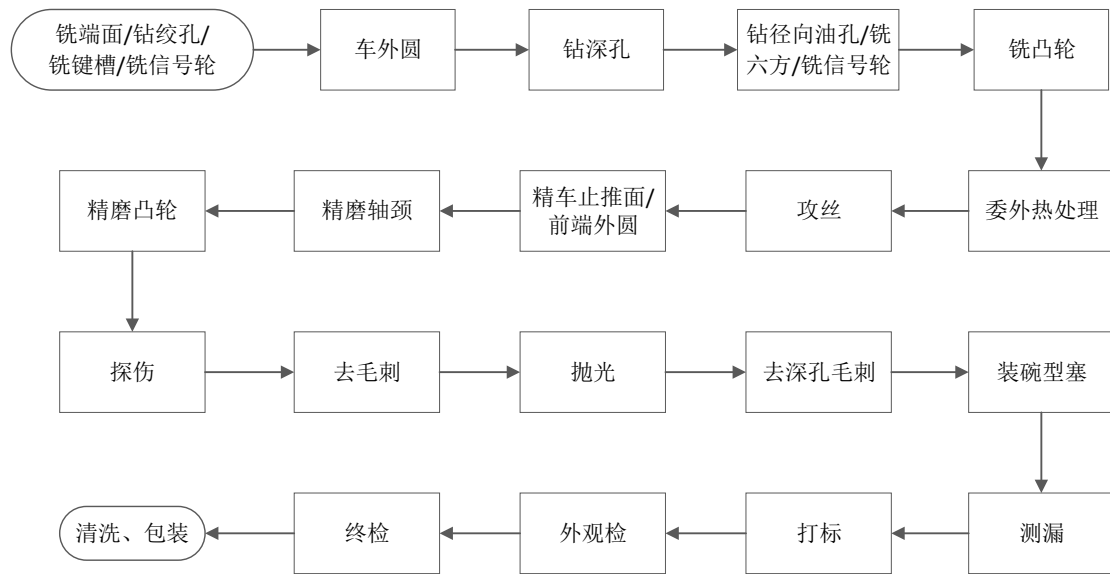 铣端面/钻绞孔/
铣键槽/铣信号轮
车外圆
钻深孔
钻径向油孔/铣
六方/铣信号轮
铣凸轮
委外热处理
攻丝
精车止推面/
前端外圆
精磨轴颈
精磨凸轮
探伤
去毛刺
抛光
去深孔毛刺
装碗型塞
测漏
打标
外观检
终检
清洗、包装